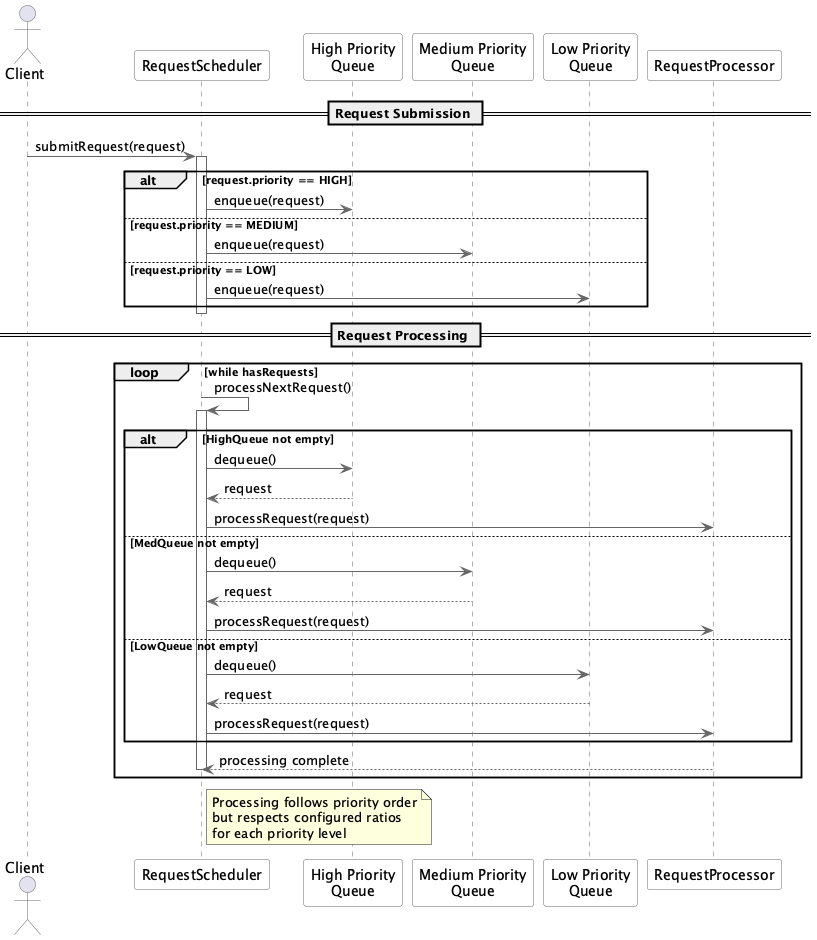 Client
RequestScheduler
High Priority
Queue
Medium Priority
Queue
Low Priority
Queue
RequestProcessor
Request Submission
submitRequest(request)
alt
[request.priority == HIGH]
enqueue(request)
[request.priority == MEDIUM]
enqueue(request)
[request.priority == LOW]
enqueue(request)
Request Processing
loop
[while hasRequests]
processNextRequest()
alt
[HighQueue not empty]
dequeue()
request
processRequest(request)
[MedQueue not empty]
dequeue()
request
processRequest(request)
[LowQueue not empty]
dequeue()
request
processRequest(request)
processing complete
Processing follows priority order
but respects configured ratios
for each priority level
Client
RequestScheduler
High Priority
Queue
Medium Priority
Queue
Low Priority
Queue
RequestProcessor